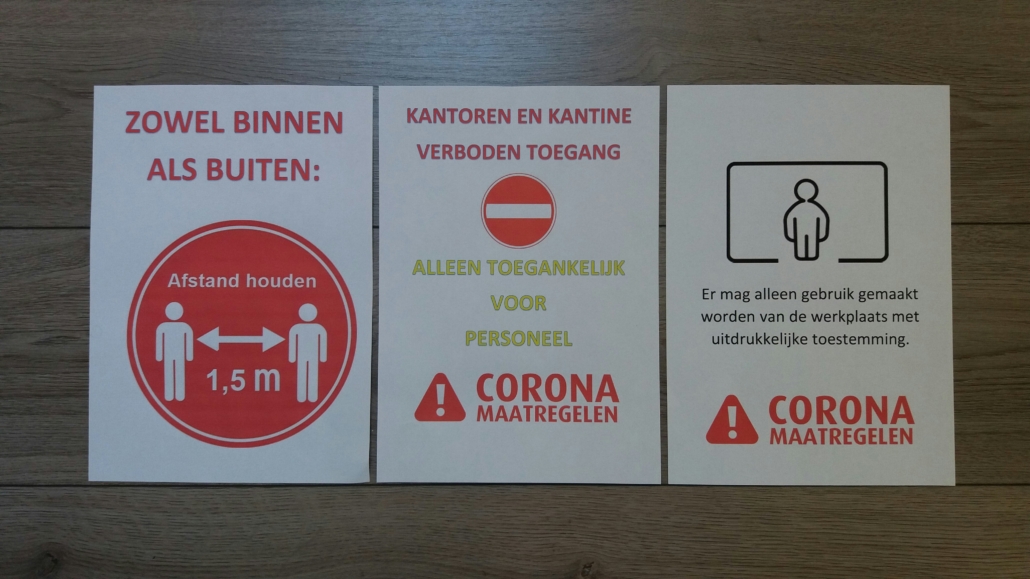 ZOWEL BINNEN
ALS BUITEN:
Afstand houden
1,5 m
KANTOREN EN KANTINE
VERBODEN TOEGANG
ALLEEN TOEGANKELIJK
VOOR
PERSONEEL
! CORONA
MAATREGELEN
Er mag alleen gebruik gemaakt
worden van de werkplaats met
uitdrukkelijke toestemming.
! CORONA
MAATREGELEN